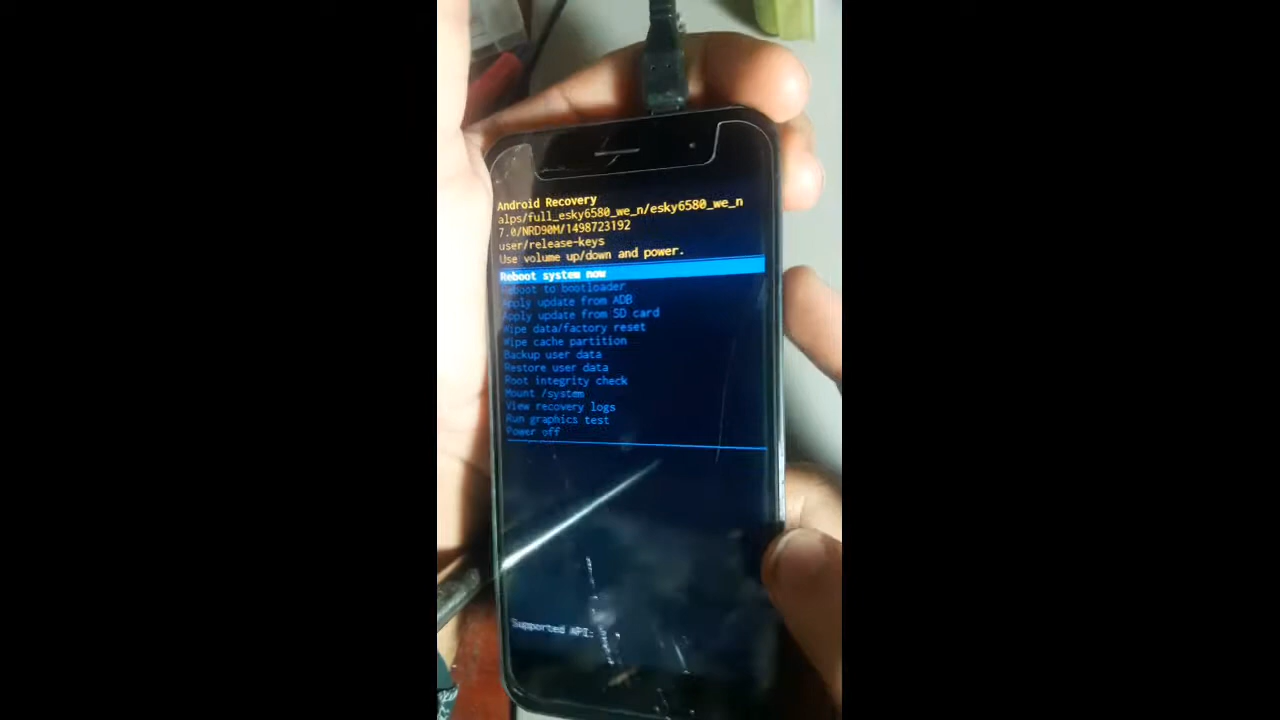 Android Recovery
alps/full_esky6580_we_n/esky6580_we_n
7.0/NRD90M/1498723192
user/release-keys
Use volume up/down and power.
Reboot system now
Reboot to bootloader
Apply update from ADB
Apply update from SD card
Wipe data/factory reset
Wipe cache partition
Backup user data
Restore user data
Root integrity check
Mount /system
View recovery logs
Run graphics test
Power off
Supported API: